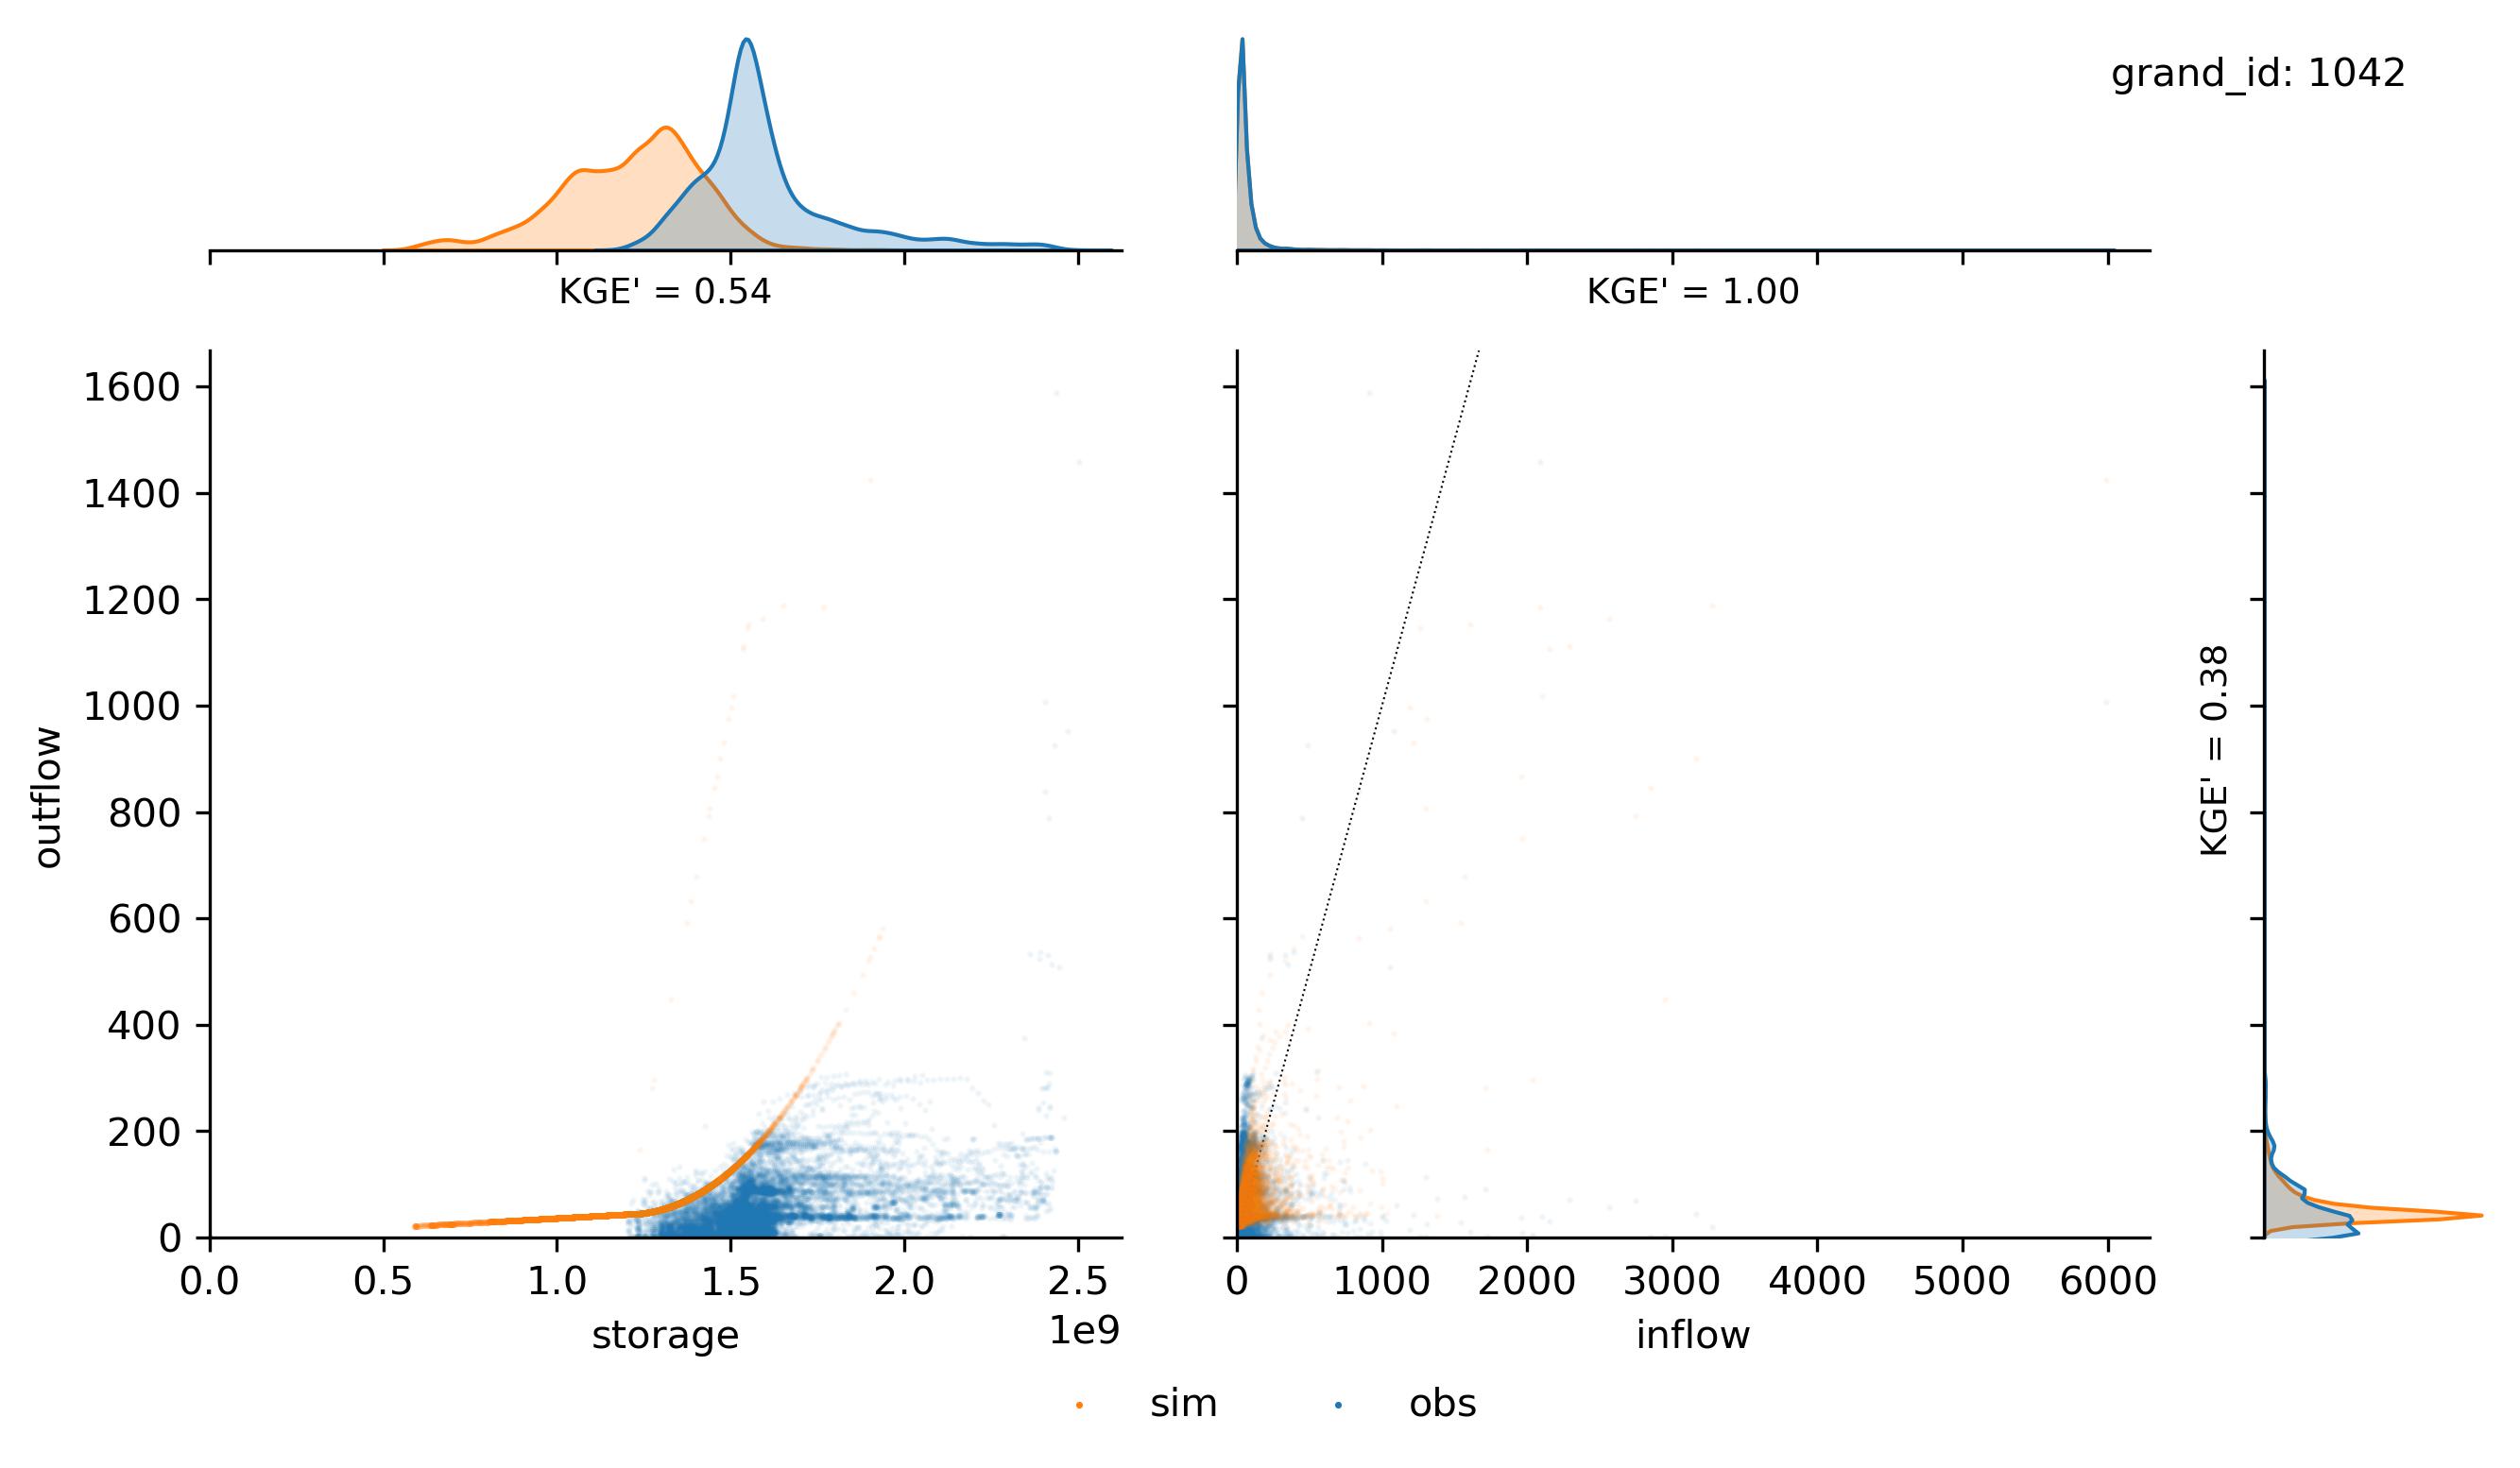 grand_id: 1042
KGE' = 0.54
KGE' = 1.00
1600
1400
1200
1000
800
600
400
200
0
outflow
KGE' = 0.38
0.0 0.5 1.0 1.5 2.0 2.5
1e9
storage
0 1000 2000 3000 4000 5000 6000
inflow
sim obs